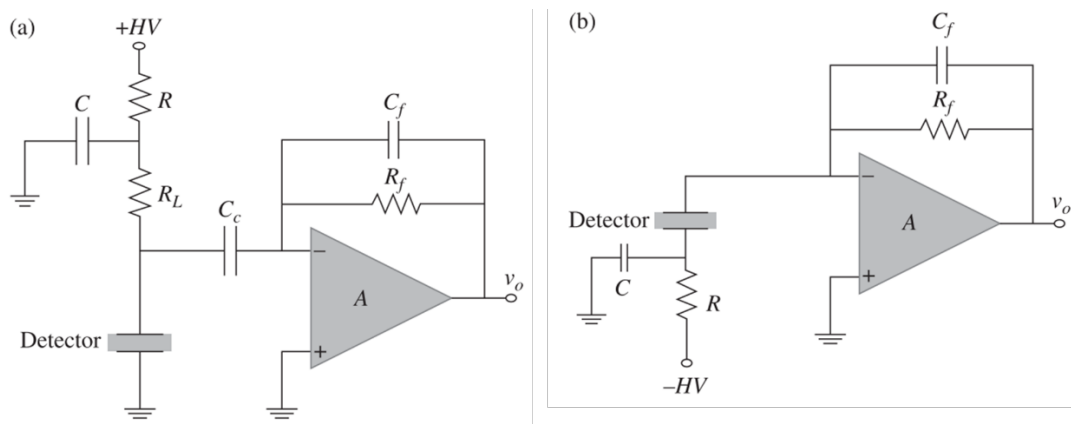 (a)
+HV
C
R
R_L
C_f
R_f
C_c
−
A
+
v_o
Detector
(b)
C_f
R_f
−
Detector
A
v_o
C
+
R
−HV